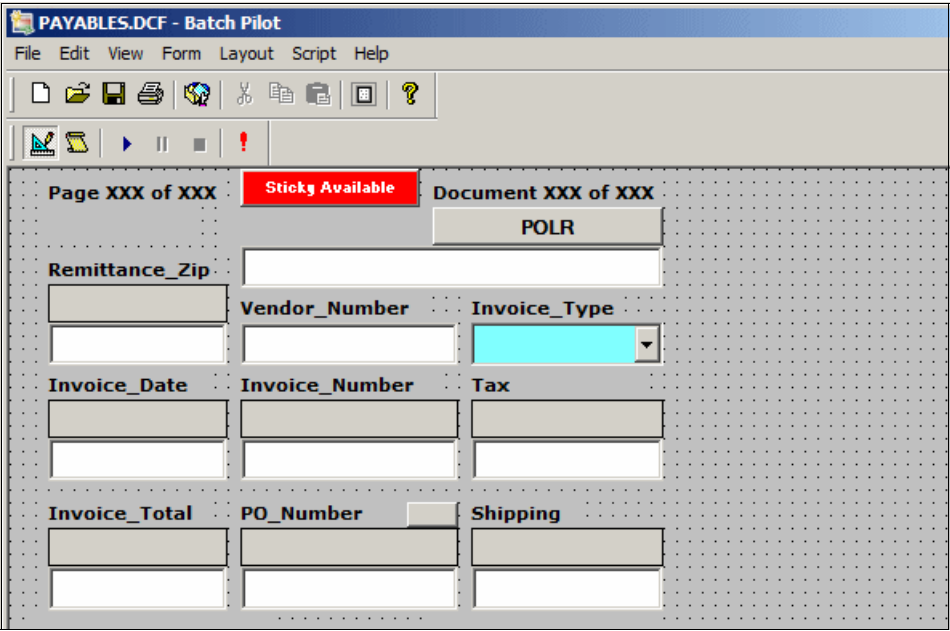 PAYABLES.DCF - Batch Pilot
File Edit View Form Layout Script Help
Page XXX of XXX Sticky Available Document XXX of XXX
POLR
Remittance_Zip
Vendor_Number Invoice_Type
Invoice_Date Invoice_Number Tax
Invoice_Total PO_Number Shipping